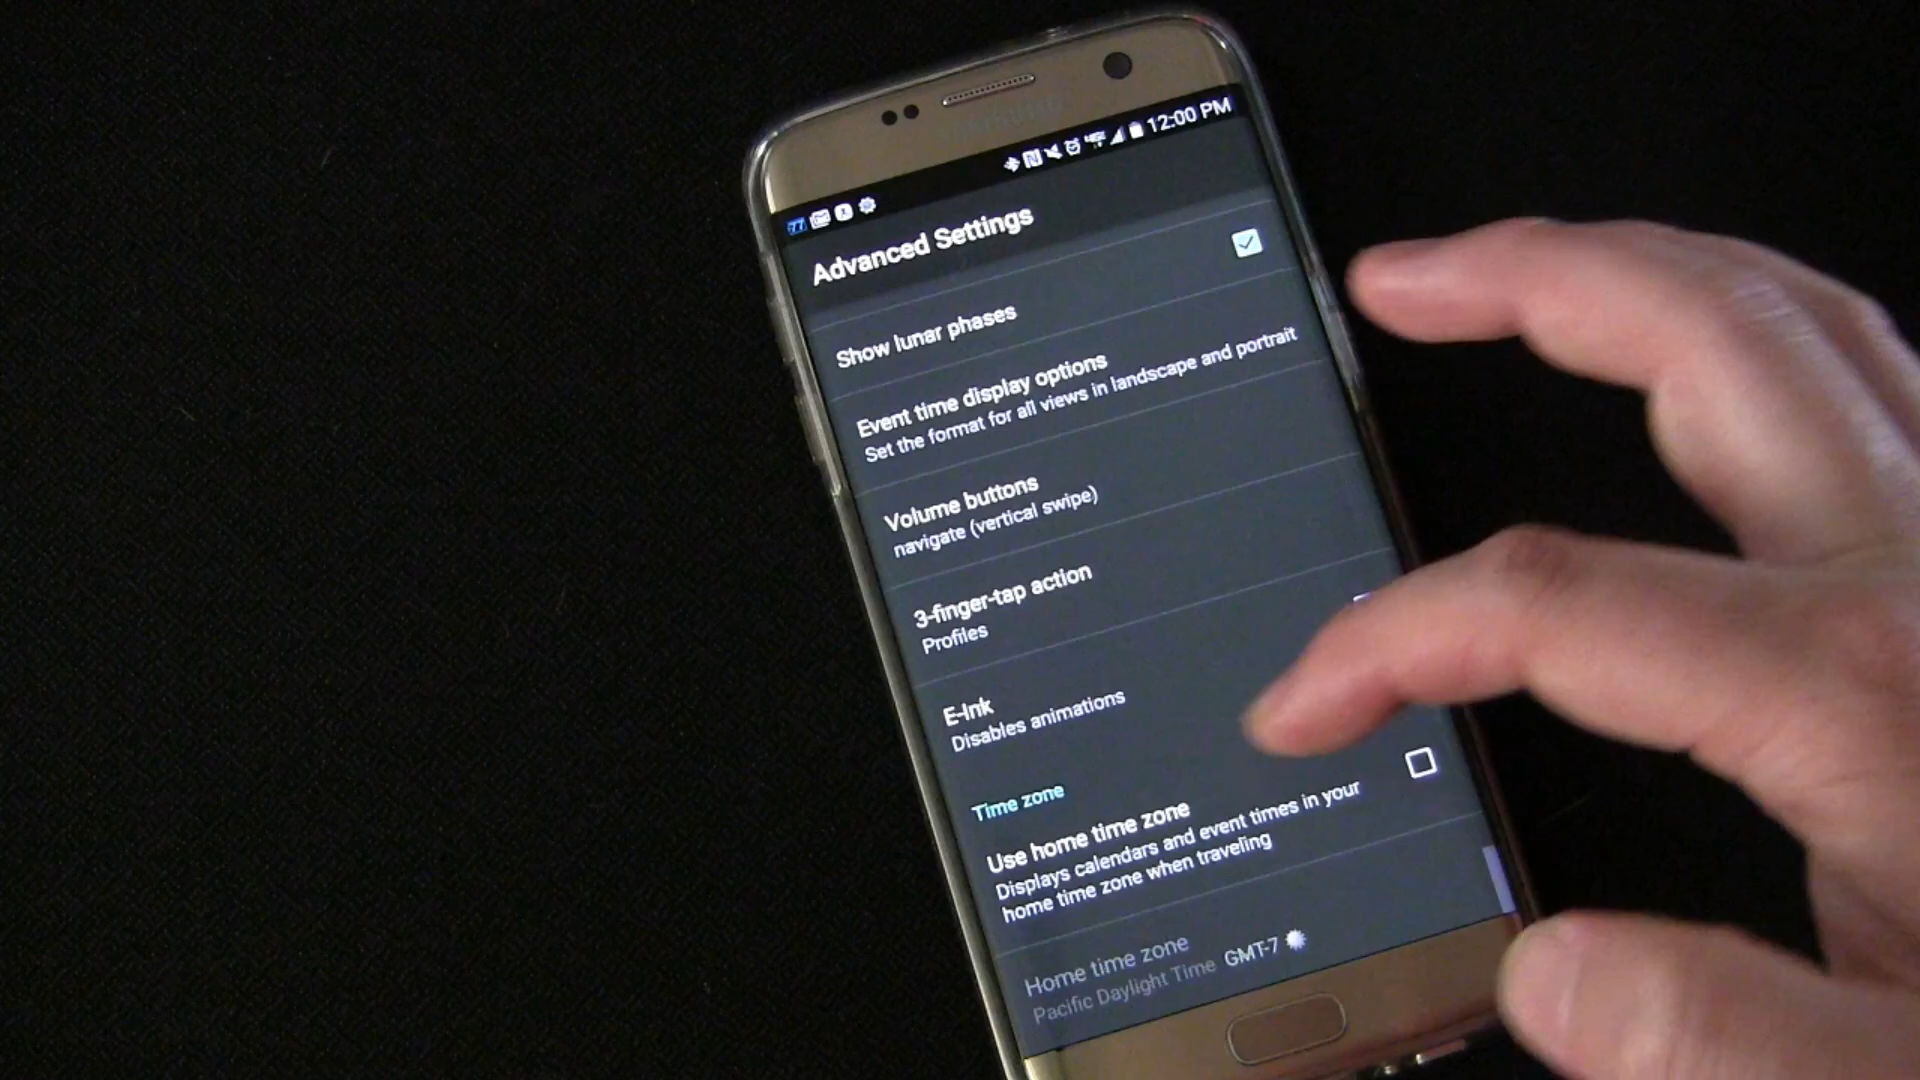 77
12:00 PM
Advanced Settings
Show lunar phases
Event time display options
Set the format for all views in landscape and portrait
Volume buttons
navigate (vertical swipe)
3-finger-tap action
Profiles
E-Ink
Disables animations
Time zone
Use home time zone
Displays calendars and event times in your
home time zone when traveling
Home time zone
Pacific Daylight Time GMT-7